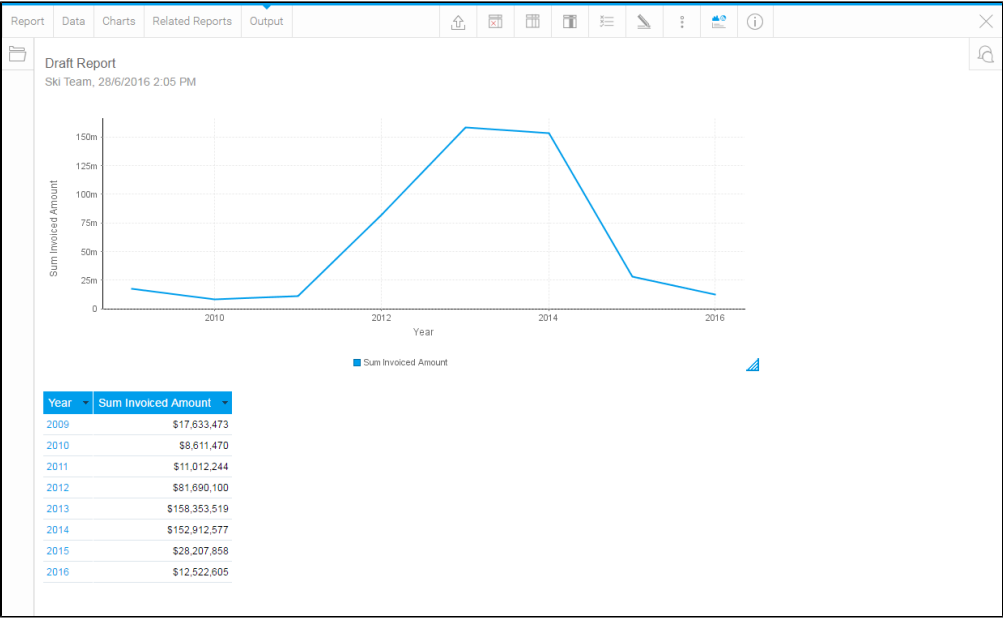 Report Data Charts Related Reports Output
Draft Report
Ski Team, 28/6/2016 2:05 PM
150m
125m
100m
75m
50m
25m
0
Sum Invoiced Amount
2010 2012 2014 2016
Year
Sum Invoiced Amount
Year Sum Invoiced Amount
2009 $17,633,473
2010 $8,611,470
2011 $11,012,244
2012 $81,690,100
2013 $158,353,519
2014 $152,912,577
2015 $28,207,858
2016 $12,522,605